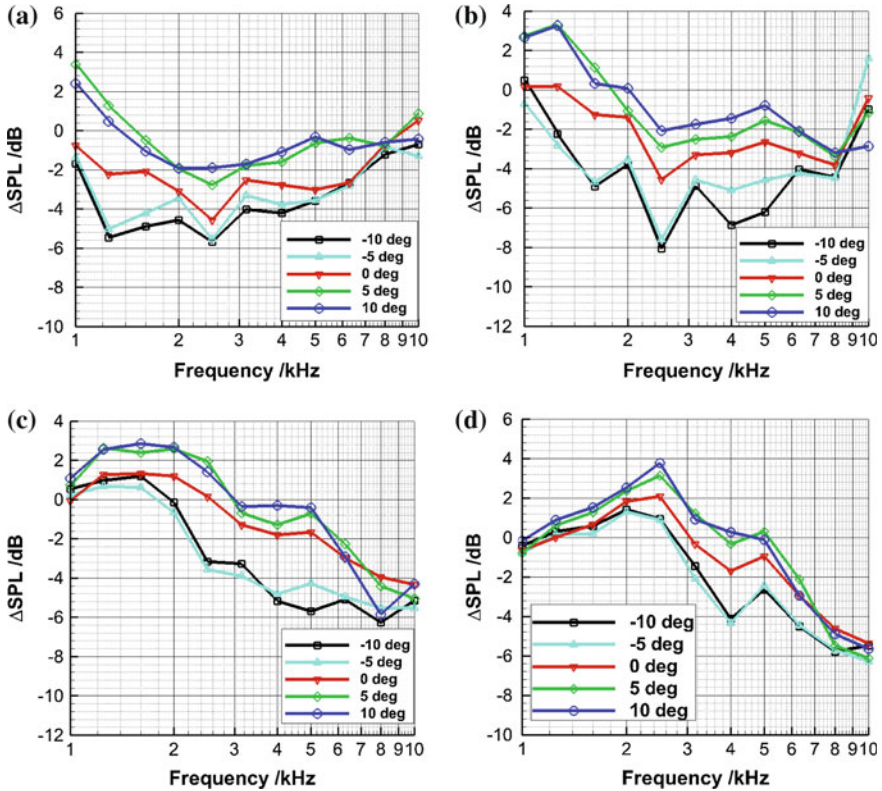 (a)
6
4
2
0
-2
-4
-6
-8
-10
ΔSPL /dB
1 2 3 4 5 6 7 8 9 10
Frequency /kHz
-10 deg
-5 deg
0 deg
5 deg
10 deg
(b)
4
2
0
-2
-4
-6
-8
-10
-12
ΔSPL /dB
1 2 3 4 5 6 7 8 9 10
Frequency /kHz
-10 deg
-5 deg
0 deg
5 deg
10 deg
(c)
4
2
0
-2
-4
-6
-8
-10
-12
ΔSPL /dB
1 2 3 4 5 6 7 8 9 10
Frequency /kHz
-10 deg
-5 deg
0 deg
5 deg
10 deg
(d)
6
4
2
0
-2
-4
-6
-8
-10
ΔSPL /dB
1 2 3 4 5 6 7 8 9 10
Frequency /kHz
-10 deg
-5 deg
0 deg
5 deg
10 deg